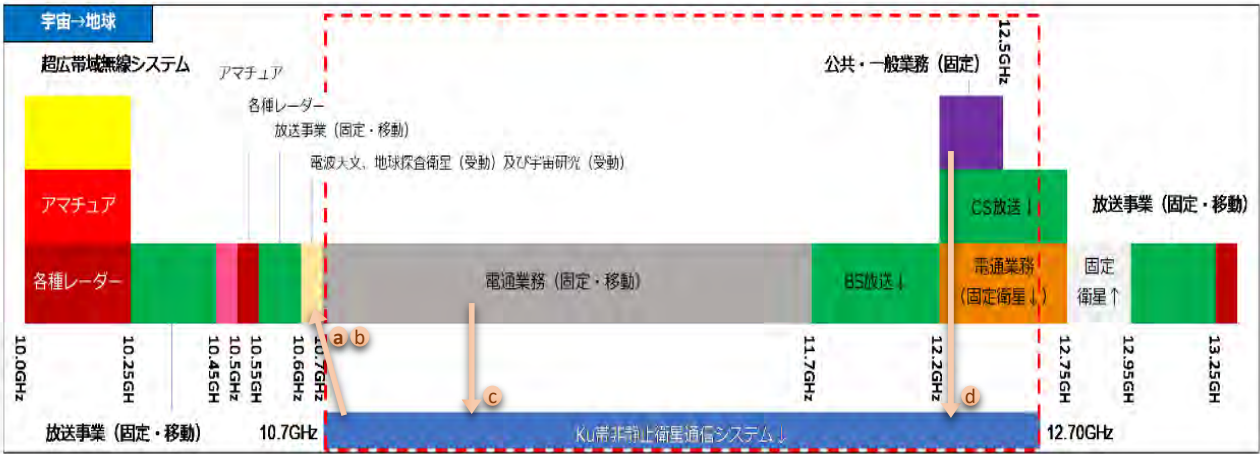 宇宙→地球
超広帯域無線システム
アマチュア
各種レーダー
放送事業（固定・移動）
電波天文、地球探査衛星（受動）及び宇宙研究（受動）
公共・一般業務（固定）
12.5GHz
アマチュア
CS放送↓
放送事業（固定・移動）
各種レーダー
電通業務（固定・移動）
BS放送↓
電通業務
（固定衛星↓）
固定
衛星↑
a b
c
d
10.0GHz
10.25GH
10.45GH
10.5GHz
10.55GH
10.6GHz
10.7GHz
11.7GHz
12.2GHz
12.75GH
12.95GH
13.25GH
放送事業（固定・移動）
10.7GHz
Ku帯非静止衛星通信システム↓
12.70GHz